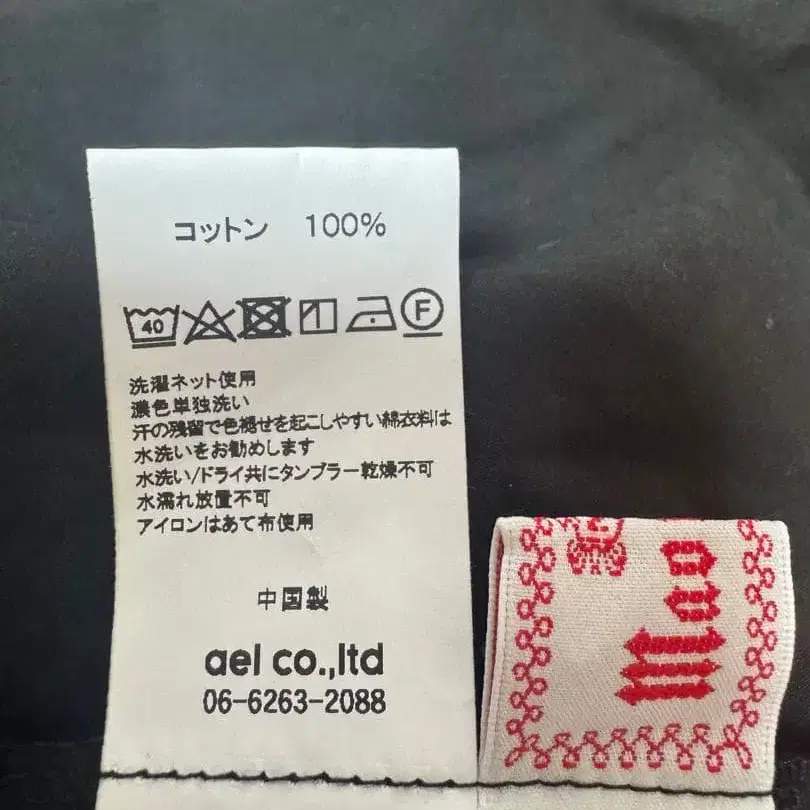 コットン 100%
40 F
洗濯ネット使用
濃色単独洗い
汗の残留で色褪せを起こしやすい綿衣料は
水洗いをお勧めします
水洗い/ドライ共にタンブラー乾燥不可
水濡れ放置不可
アイロンはあて布使用
中国製
ael co.,ltd
06-6263-2088
Mao